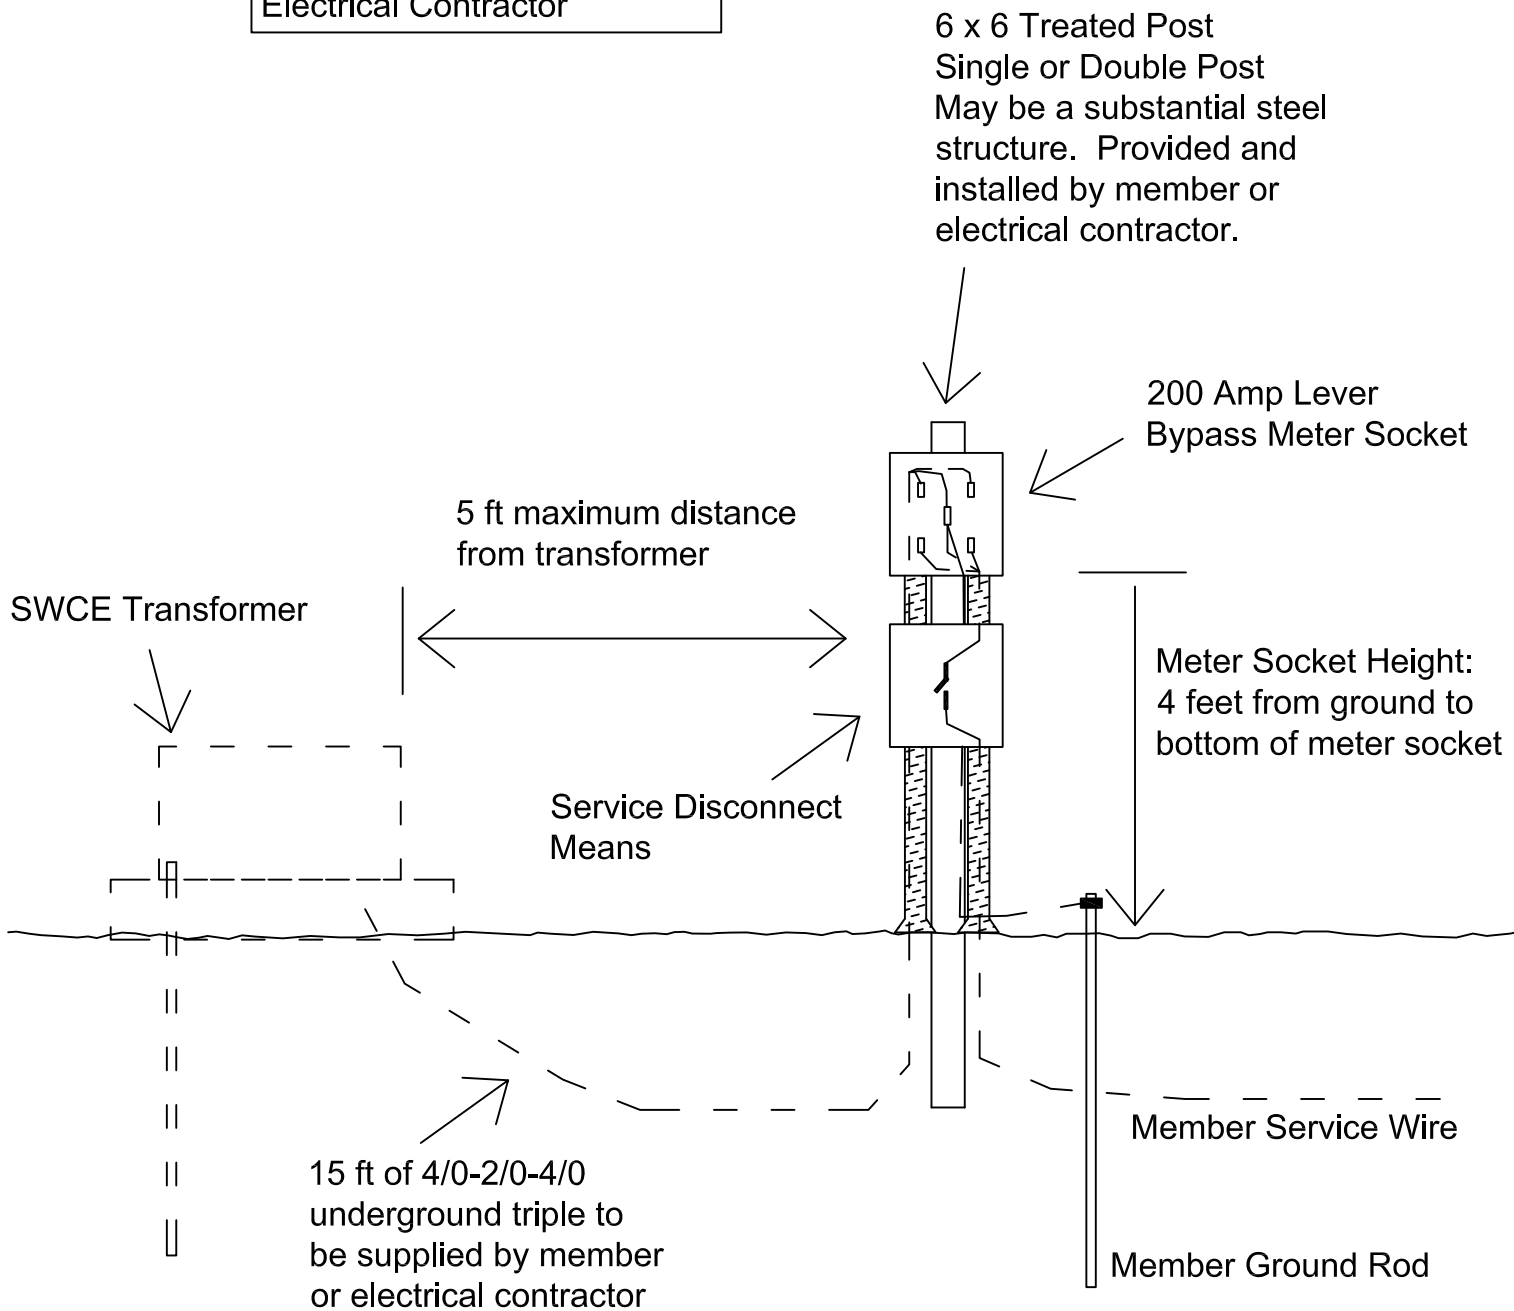 Electrical Contractor
6 x 6 Treated Post
Single or Double Post
May be a substantial steel
structure.  Provided and
installed by member or
electrical contractor.
200 Amp Lever
Bypass Meter Socket
5 ft maximum distance
from transformer
SWCE Transformer
Meter Socket Height:
4 feet from ground to
bottom of meter socket
Service Disconnect
Means
Member Service Wire
15 ft of 4/0-2/0-4/0
underground triple to
be supplied by member
or electrical contractor
Member Ground Rod